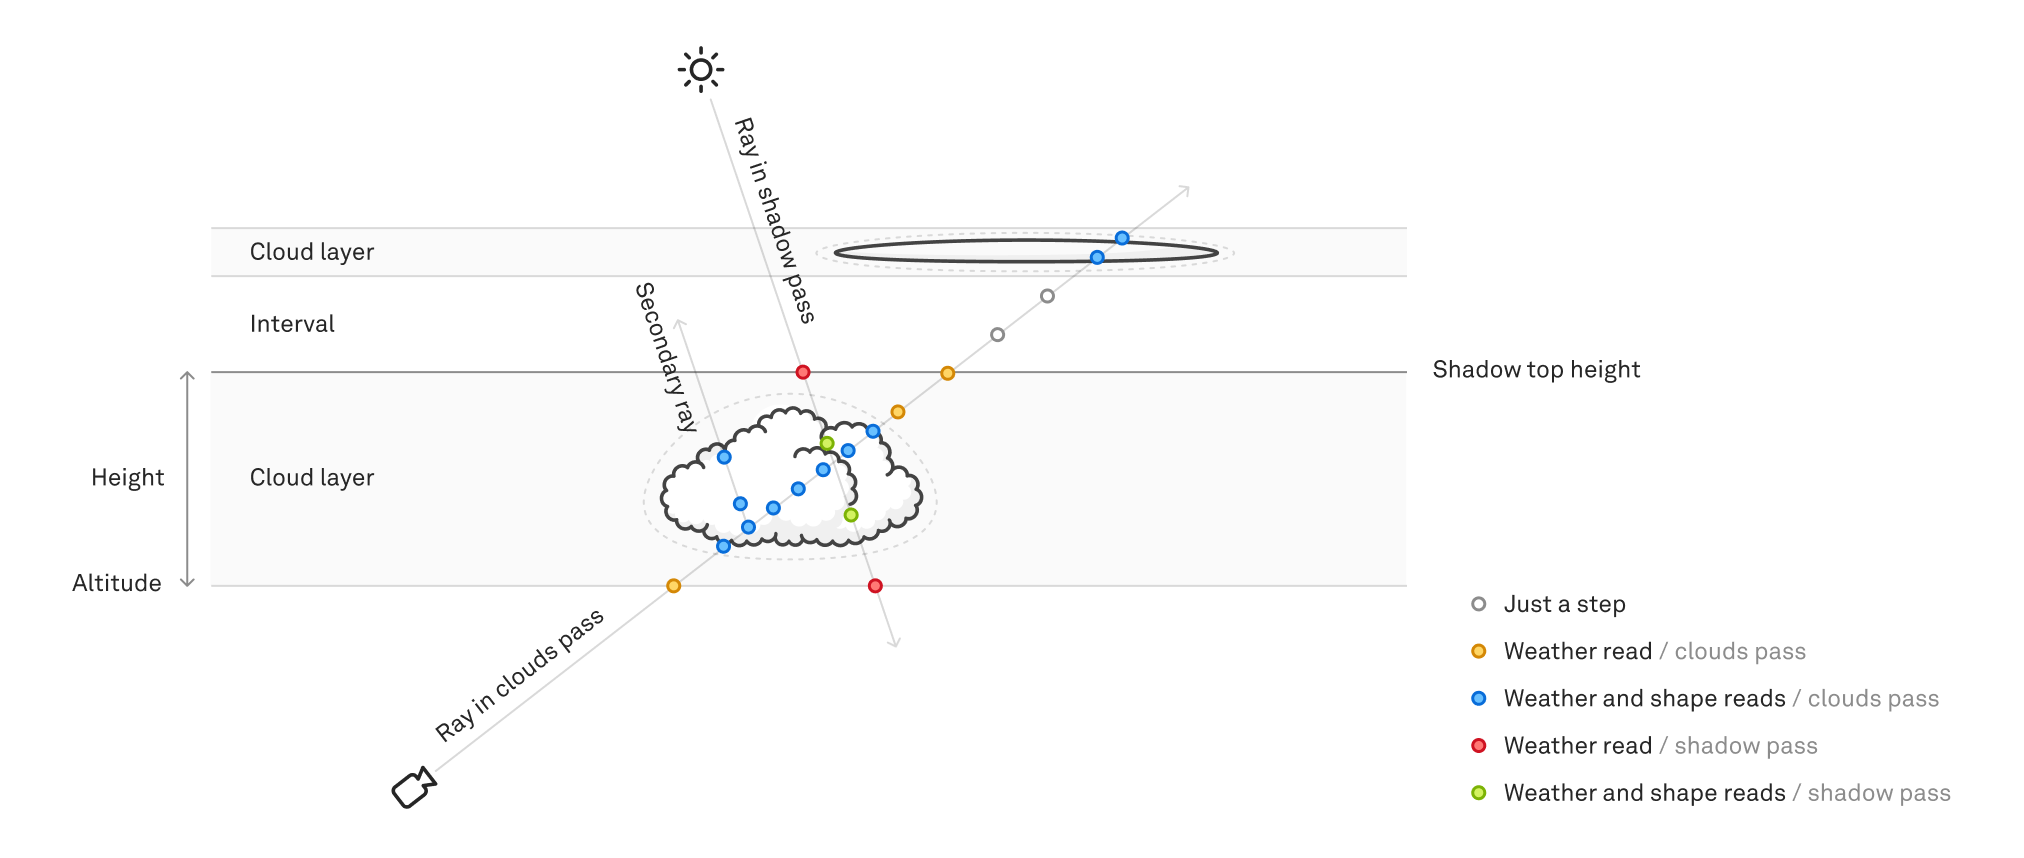 Ray in shadow pass
Cloud layer
Secondary ray
Interval
Shadow top height
Height
Cloud layer
Altitude
Ray in clouds pass
Just a step
Weather read / clouds pass
Weather and shape reads / clouds pass
Weather read / shadow pass
Weather and shape reads / shadow pass